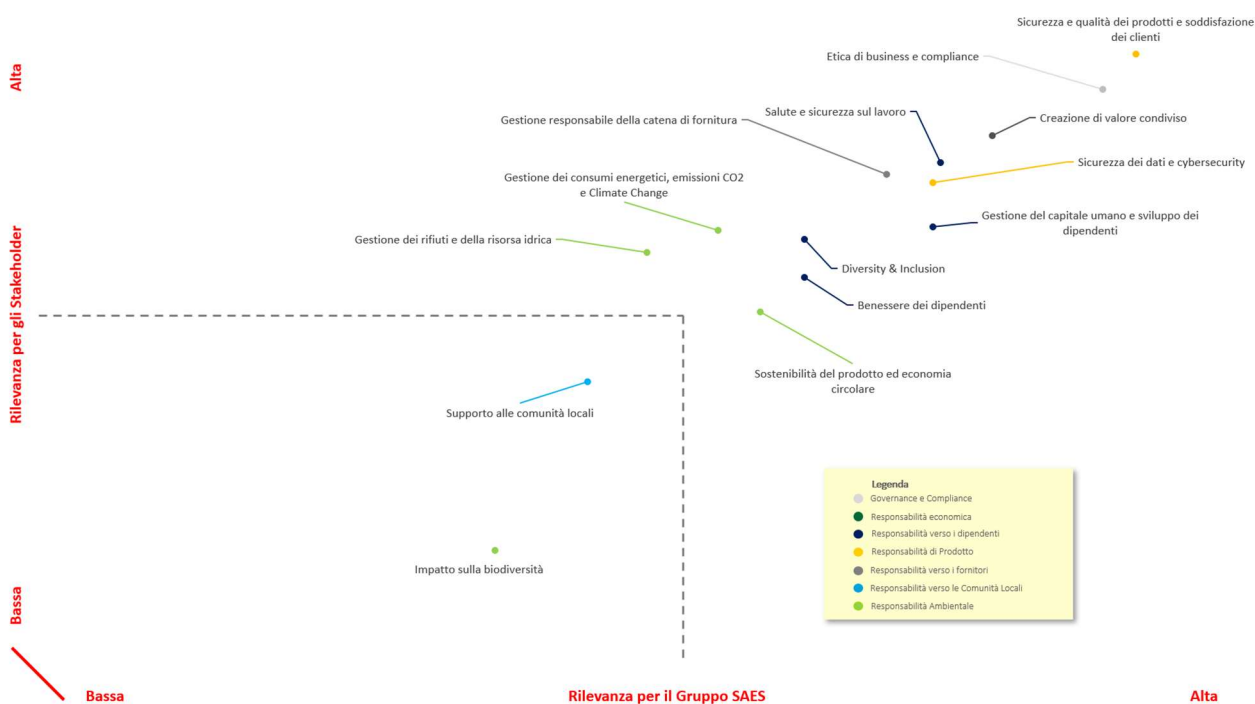 Sicurezza e qualità dei prodotti e soddisfazione
dei clienti
Etica di business e compliance
Alta
Salute e sicurezza sul lavoro
Gestione responsabile della catena di fornitura
Creazione di valore condiviso
Sicurezza dei dati e cybersecurity
Gestione dei consumi energetici, emissioni CO2
e Climate Change
Gestione del capitale umano e sviluppo dei
dipendenti
Gestione dei rifiuti e della risorsa idrica
Diversity & Inclusion
Benessere dei dipendenti
Rilevanza per gli Stakeholder
Sostenibilità del prodotto ed economia
circolare
Supporto alle comunità locali
Legenda
Governance e Compliance
Responsabilità economica
Responsabilità verso i dipendenti
Responsabilità di Prodotto
Responsabilità verso i fornitori
Responsabilità verso le Comunità Locali
Responsabilità Ambientale
Impatto sulla biodiversità
Bassa
Bassa
Rilevanza per il Gruppo SAES
Alta